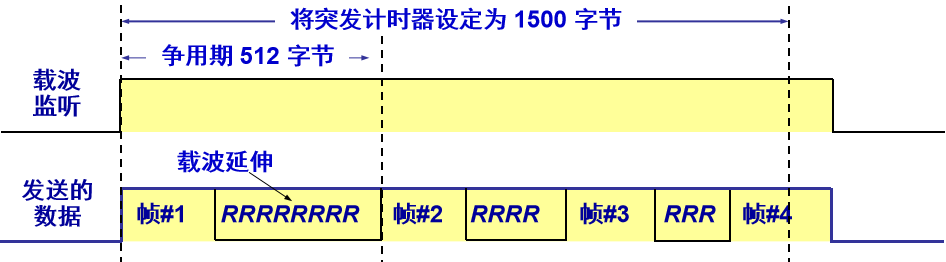 将突发计时器设定为 1500 字节
争用期 512 字节
载波
监听
载波延伸
发送的
数据
帧#1
RRRRRRRR
帧#2
RRRR
帧#3
RRR
帧#4